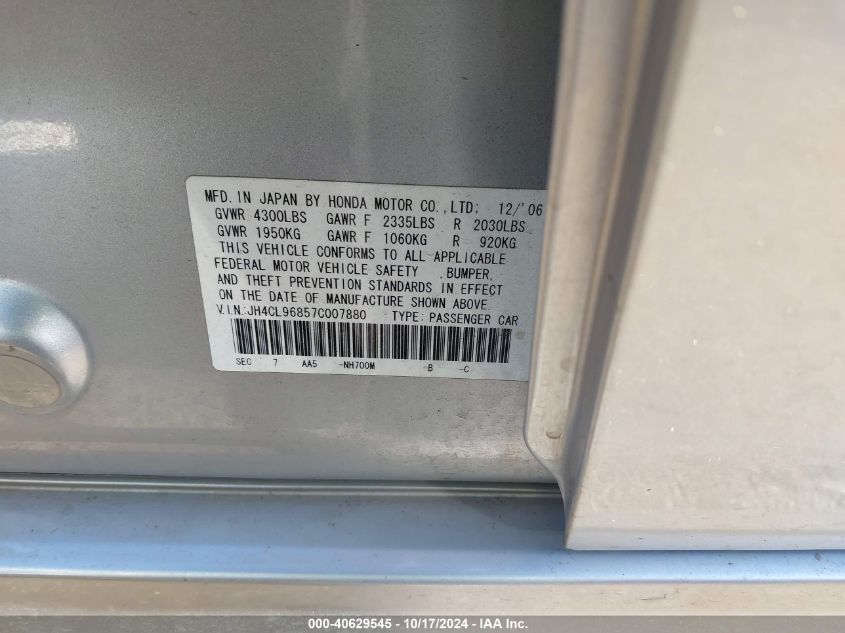 MFD. IN JAPAN BY HONDA MOTOR CO.,LTD; 12/'06
GVWR 4300LBS GAWR F 2335LBS R 2030LBS
GVWR 1950KG GAWR F 1060KG R 920KG
THIS VEHICLE CONFORMS TO ALL APPLICABLE
FEDERAL MOTOR VEHICLE SAFETY ,BUMPER,
AND THEFT PREVENTION STANDARDS IN EFFECT
ON THE DATE OF MANUFACTURE SHOWN ABOVE.
V.I.N:JH4CL96857C007880 TYPE: PASSENGER CAR
SEC 7 AA5 -NH700M -B -C
000-40629545 - 10/17/2024 - IAA Inc.